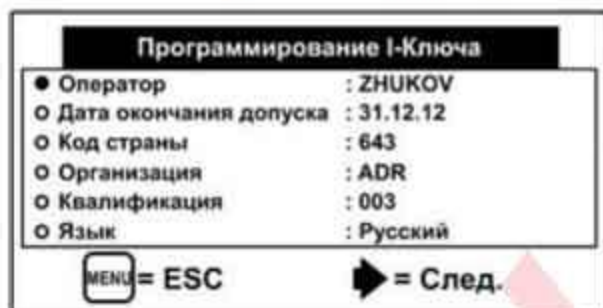 Программирование I-Ключа
Оператор : ZHUKOV
Дата окончания допуска : 31.12.12
Код страны : 643
Организация : ADR
Квалификация : 003
Язык : Русский
MENU = ESC = След.